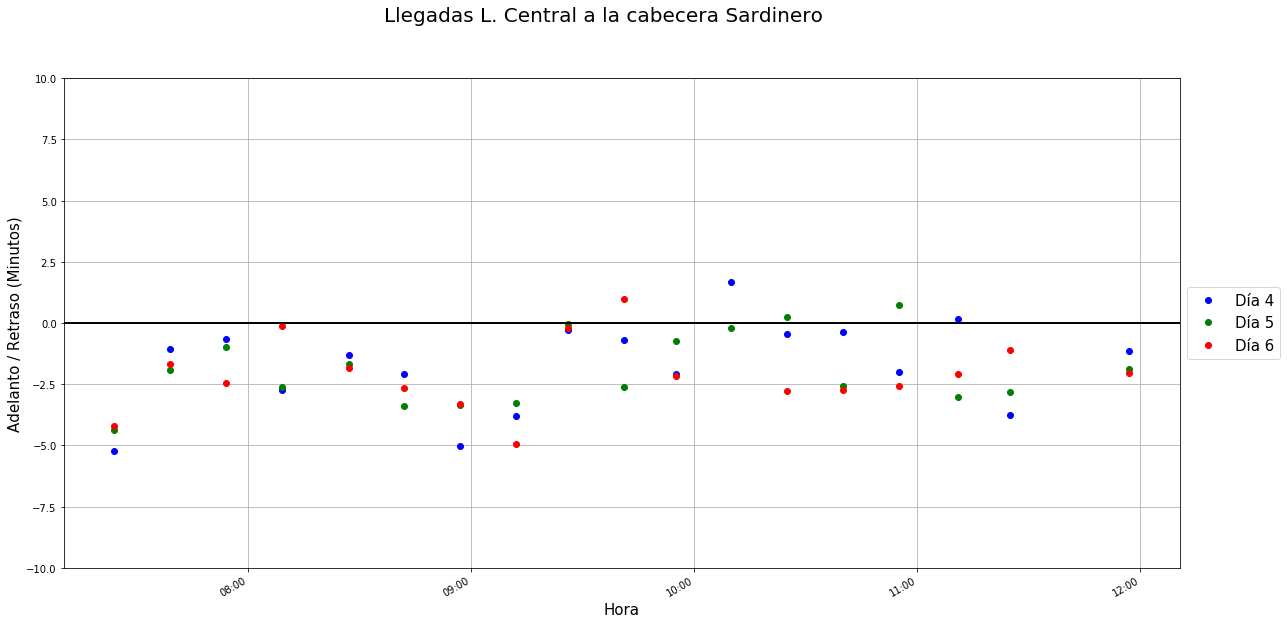 Llegadas L. Central a la cabecera Sardinero
Adelanto / Retraso (Minutos)
10.0
7.5
5.0
2.5
0.0
−2.5
−5.0
−7.5
−10.0
08:00
09:00
10:00
11:00
12:00
Hora
Día 4
Día 5
Día 6